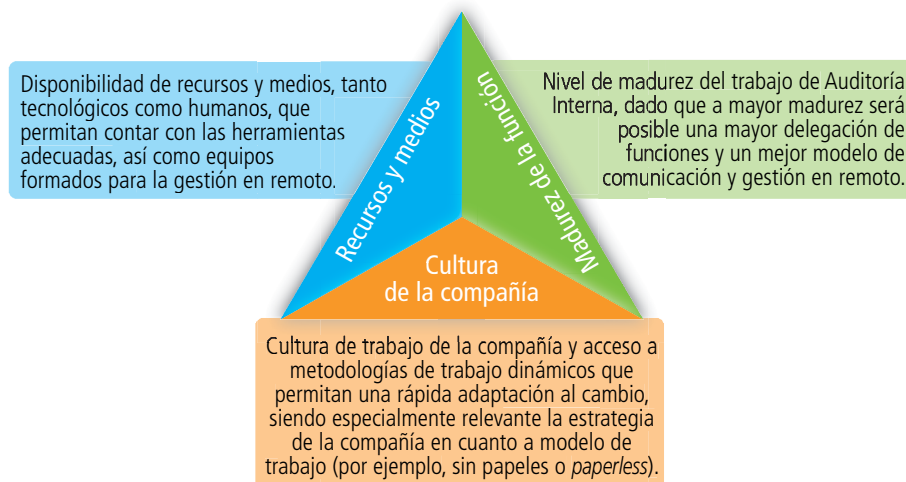 Disponibilidad de recursos y medios, tanto
tecnológicos como humanos, que
permitan contar con las herramientas
adecuadas, así como equipos
formados para la gestión en remoto.
Recursos y medios
Madurez de la función
Nivel de madurez del trabajo de Auditoría
Interna, dado que a mayor madurez será
posible una mayor delegación de
funciones y un mejor modelo de
comunicación y gestión en remoto.
Cultura
de la compañía
Cultura de trabajo de la compañía y acceso a
metodologías de trabajo dinámicos que
permitan una rápida adaptación al cambio,
siendo especialmente relevante la estrategia
de la compañía en cuanto a modelo de
trabajo (por ejemplo, sin papeles o paperless).